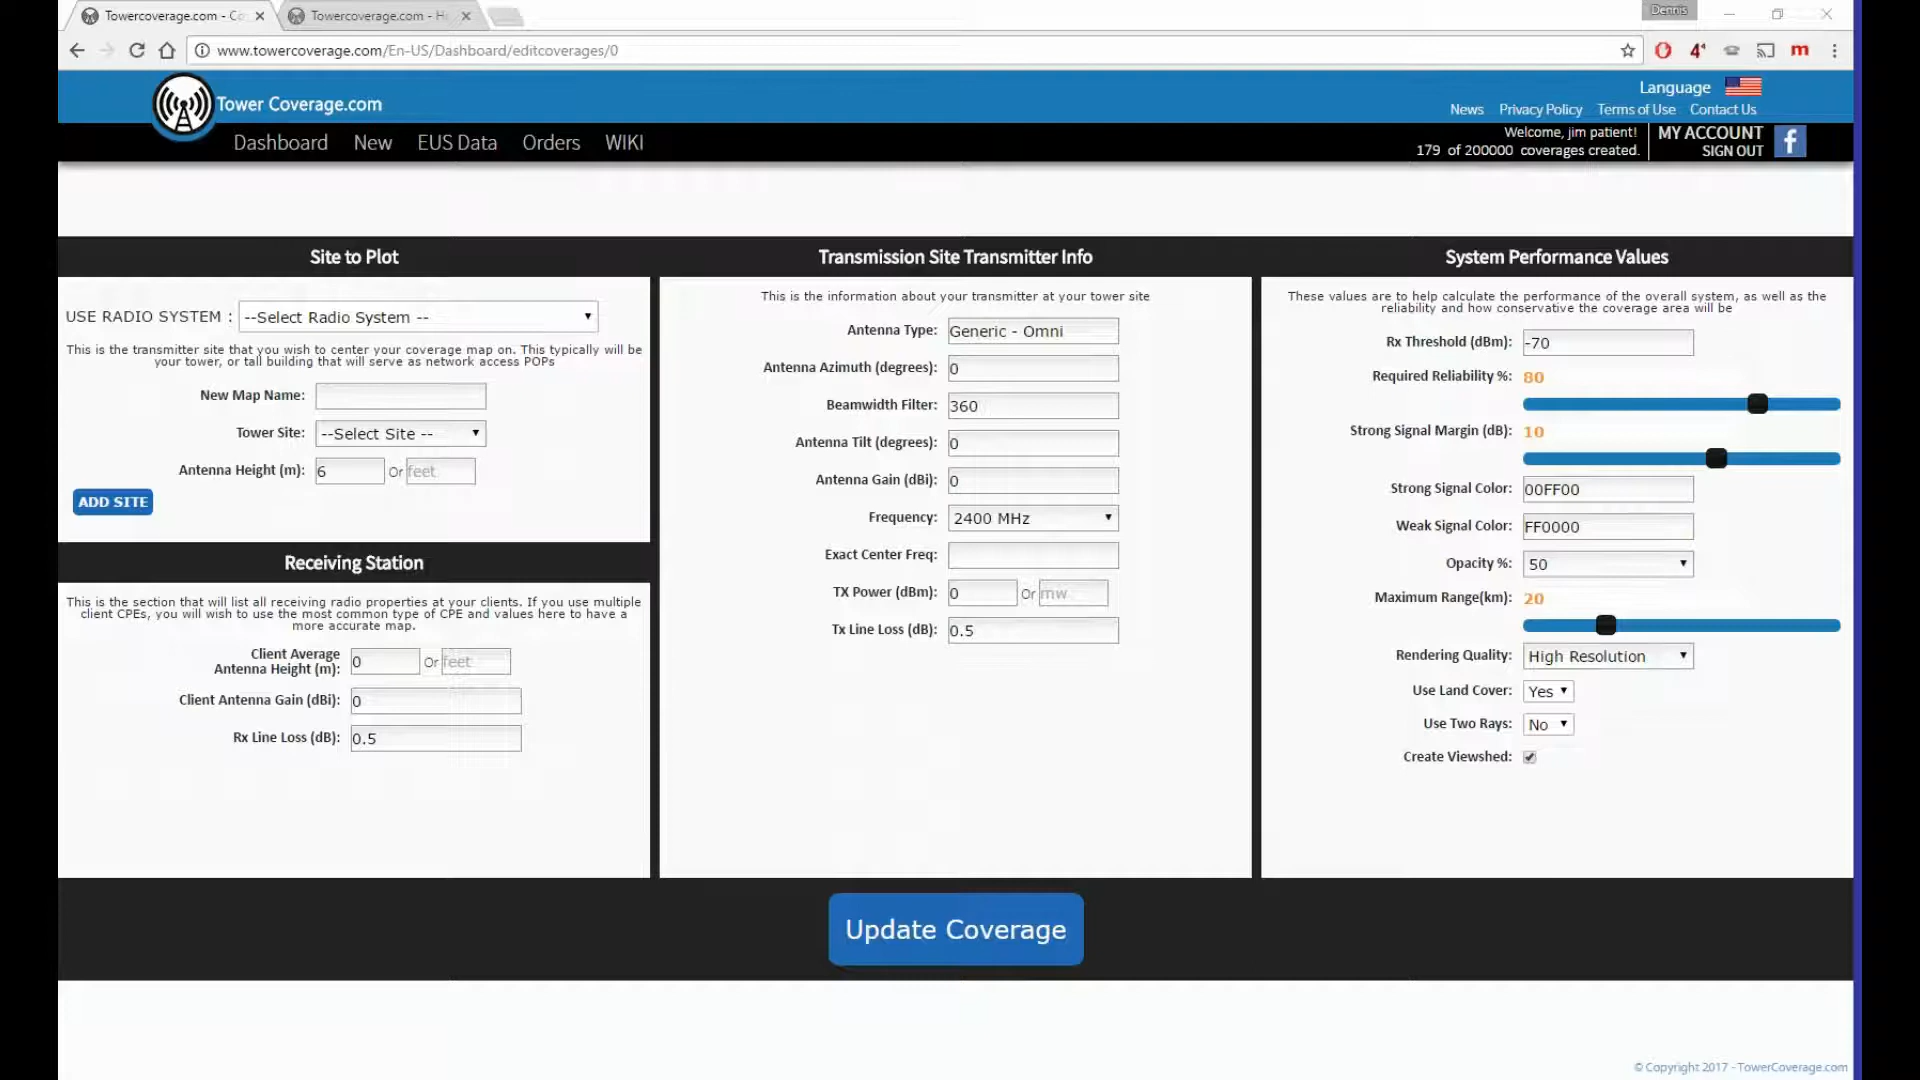 Towercoverage.com - Co
Towercoverage.com - H
Dennis
www.towercoverage.com/En-US/Dashboard/editcoverages/0
Tower Coverage.com
Language
News Privacy Policy Terms of Use Contact Us
Dashboard New EUS Data Orders WIKI
Welcome, jim patient!
179 of 200000 coverages created.
MY ACCOUNT
SIGN OUT
Site to Plot
USE RADIO SYSTEM : --Select Radio System --
This is the transmitter site that you wish to center your coverage map on. This typically will be
your tower, or tall building that will serve as network access POPs
New Map Name:
Tower Site: --Select Site --
Antenna Height (m): 6 Or feet
ADD SITE
Receiving Station
This is the section that will list all receiving radio properties at your clients. If you use multiple
client CPEs, you will wish to use the most common type of CPE and values here to have a
more accurate map.
Client Average
Antenna Height (m): 0 Or feet
Client Antenna Gain (dBi): 0
Rx Line Loss (dB): 0.5
Transmission Site Transmitter Info
This is the information about your transmitter at your tower site
Antenna Type: Generic - Omni
Antenna Azimuth (degrees): 0
Beamwidth Filter: 360
Antenna Tilt (degrees): 0
Antenna Gain (dBi): 0
Frequency: 2400 MHz
Exact Center Freq:
TX Power (dBm): 0 Or mw
Tx Line Loss (dB): 0.5
System Performance Values
These values are to help calculate the performance of the overall system, as well as the
reliability and how conservative the coverage area will be
Rx Threshold (dBm): -70
Required Reliability %: 80
Strong Signal Margin (dB): 10
Strong Signal Color: 00FF00
Weak Signal Color: FF0000
Opacity %: 50
Maximum Range(km): 20
Rendering Quality: High Resolution
Use Land Cover: Yes
Use Two Rays: No
Create Viewshed:
Update Coverage
© Copyright 2017 - TowerCoverage.com